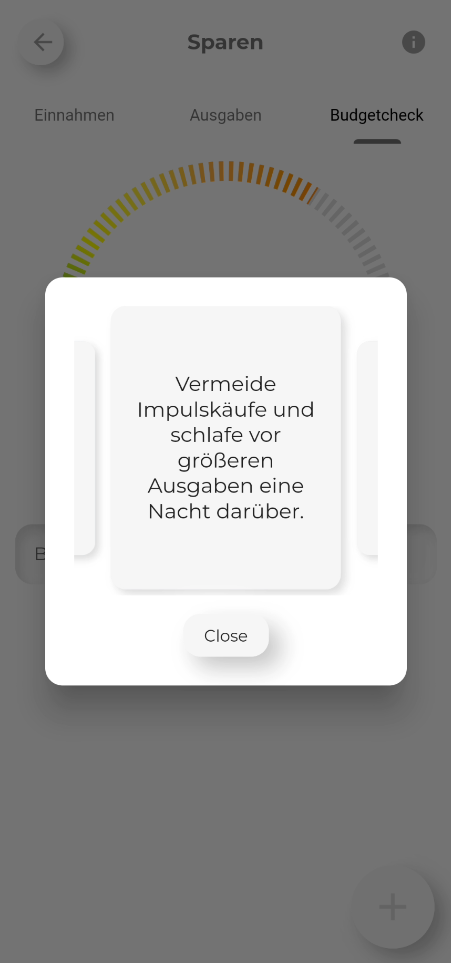 Sparen
Einnahmen Ausgaben Budgetcheck
Vermeide
Impulskäufe und
schlafe vor
größeren
Ausgaben eine
Nacht darüber.
Close